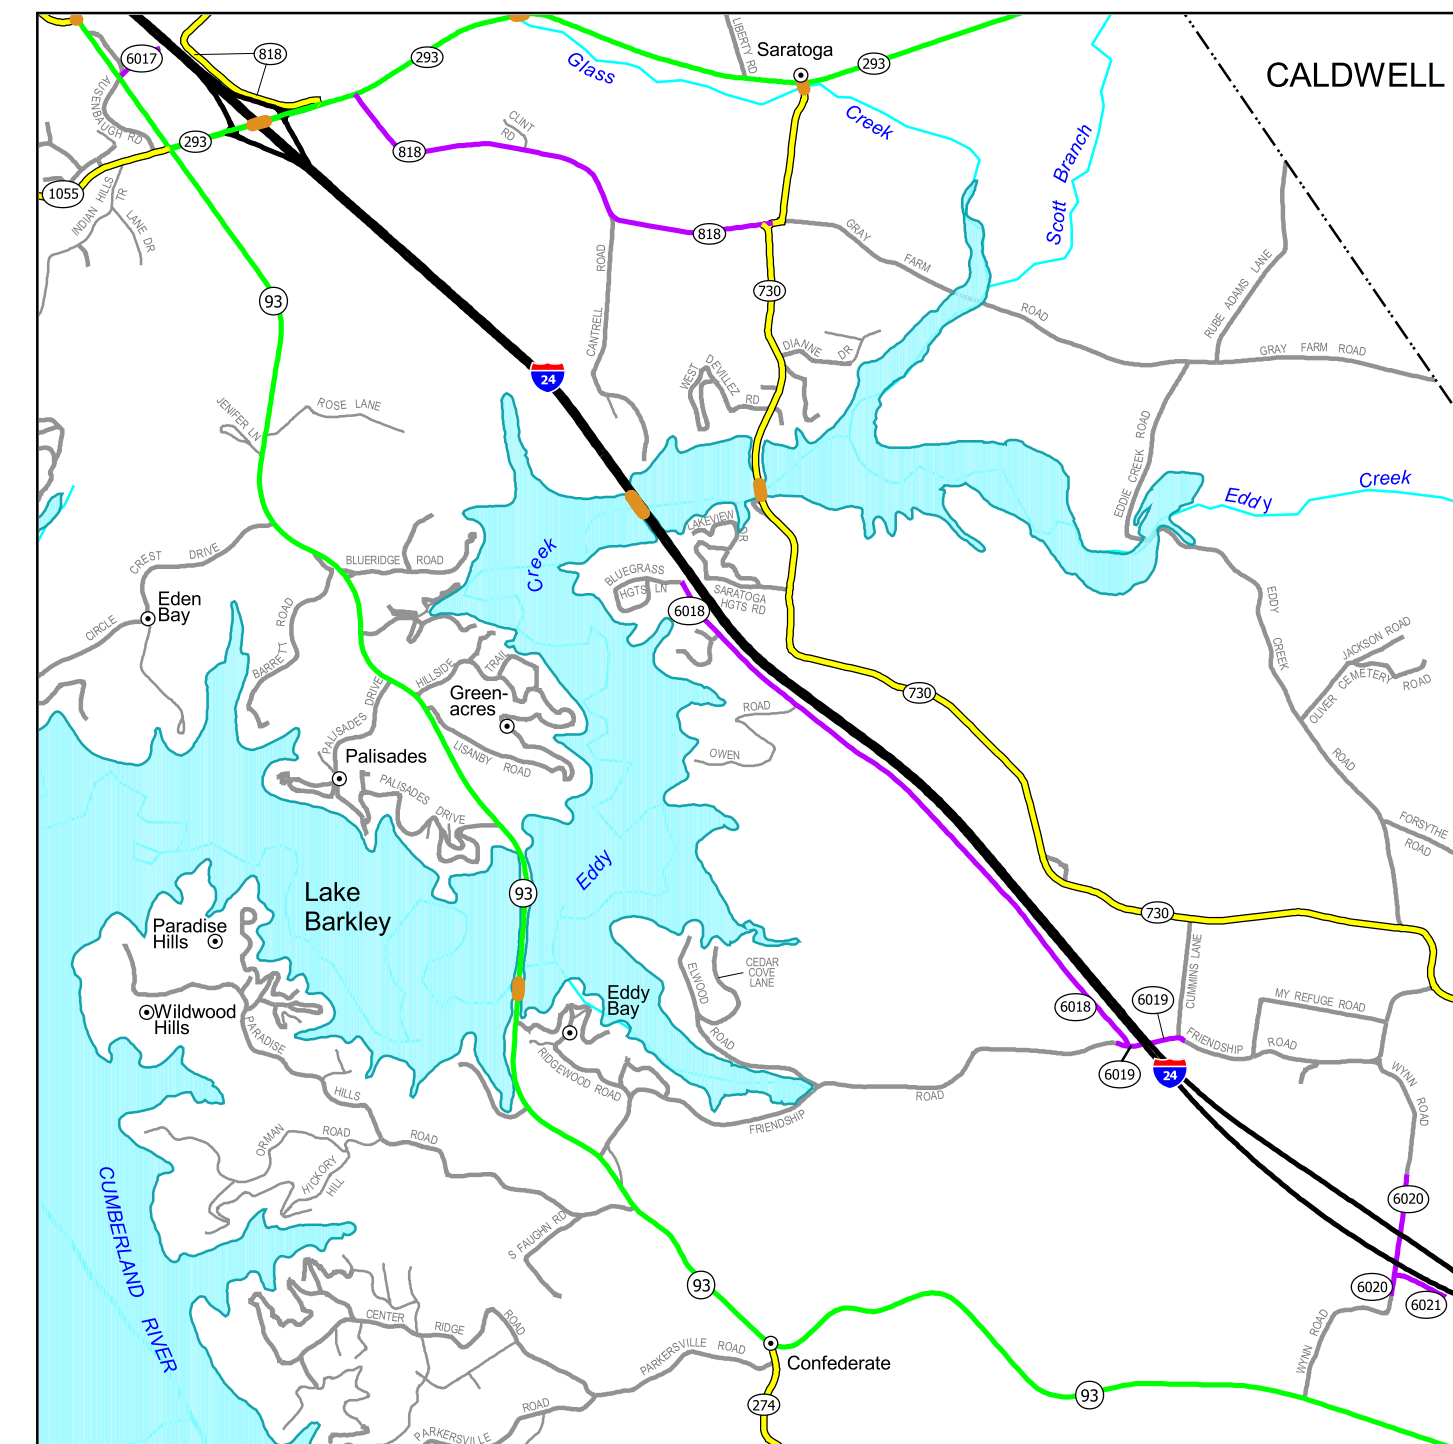 6017
818
293
LIBERTY RD
Saratoga
293
CALDWELL
Glass
Creek
Scott Branch
AUSENBAUGH RD
293
CLINT
RD
818
1055
INDIAN HILLS
TR
LANE DR
818
GRAY
FARM
ROAD
CANTRELL
ROAD
730
RUBE ADAMS LANE
GRAY FARM ROAD
93
24
DIANNE
DR
WEST
DEVILLEZ
RD
JENIFER LN
ROSE LANE
EDDIE CREEK ROAD
Eddy
Creek
LAKEVIEW
DR
CREST DRIVE
BLUERIDGE ROAD
Creek
BLUEGRASS
HGTS LN
SARATOGA
HGTS RD
Eden
Bay
CIRCLE
BARRETT ROAD
6018
EDDY
CREEK
ROAD
JACKSON ROAD
OLIVER CEMETERY ROAD
HILLSIDE
TRAIL
Green-
acres
PALISADES DRIVE
LISANBY ROAD
730
ROAD
OWEN
Palisades
PALISADES DRIVE
FORSYTHE
ROAD
Eddy
93
Lake
Barkley
730
Paradise
Hills
CUMMINS LANE
ELWOOD
ROAD
CEDAR
COVE
LANE
Eddy
Bay
6018
6019
MY REFUGE ROAD
Wildwood
Hills
PARADISE
HILLS
ROAD
FRIENDSHIP
ROAD
6019
24
RIDGEWOOD ROAD
ROAD
FRIENDSHIP
WYNN
ROAD
ORMAN
ROAD
HICKORY
HILL
CUMBERLAND
RIVER
S FAUGHN RD
6020
93
6020
6021
CENTER
RIDGE
ROAD
WYNN ROAD
PARKERSVILLE ROAD
Confederate
93
274
ROAD
PARKERSVILLE